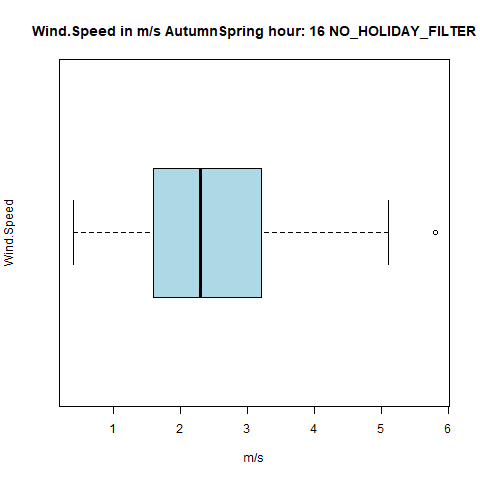 Wind.Speed in m/s AutumnSpring hour: 16 NO_HOLIDAY_FILTER
Wind.Speed
1 2 3 4 5 6
m/s